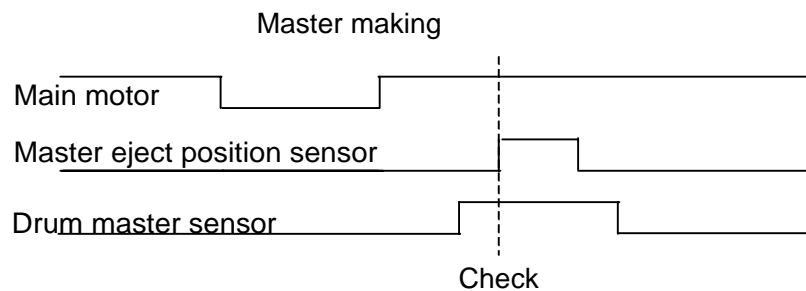 Master making
Main motor
Master eject position sensor
Drum master sensor
Check